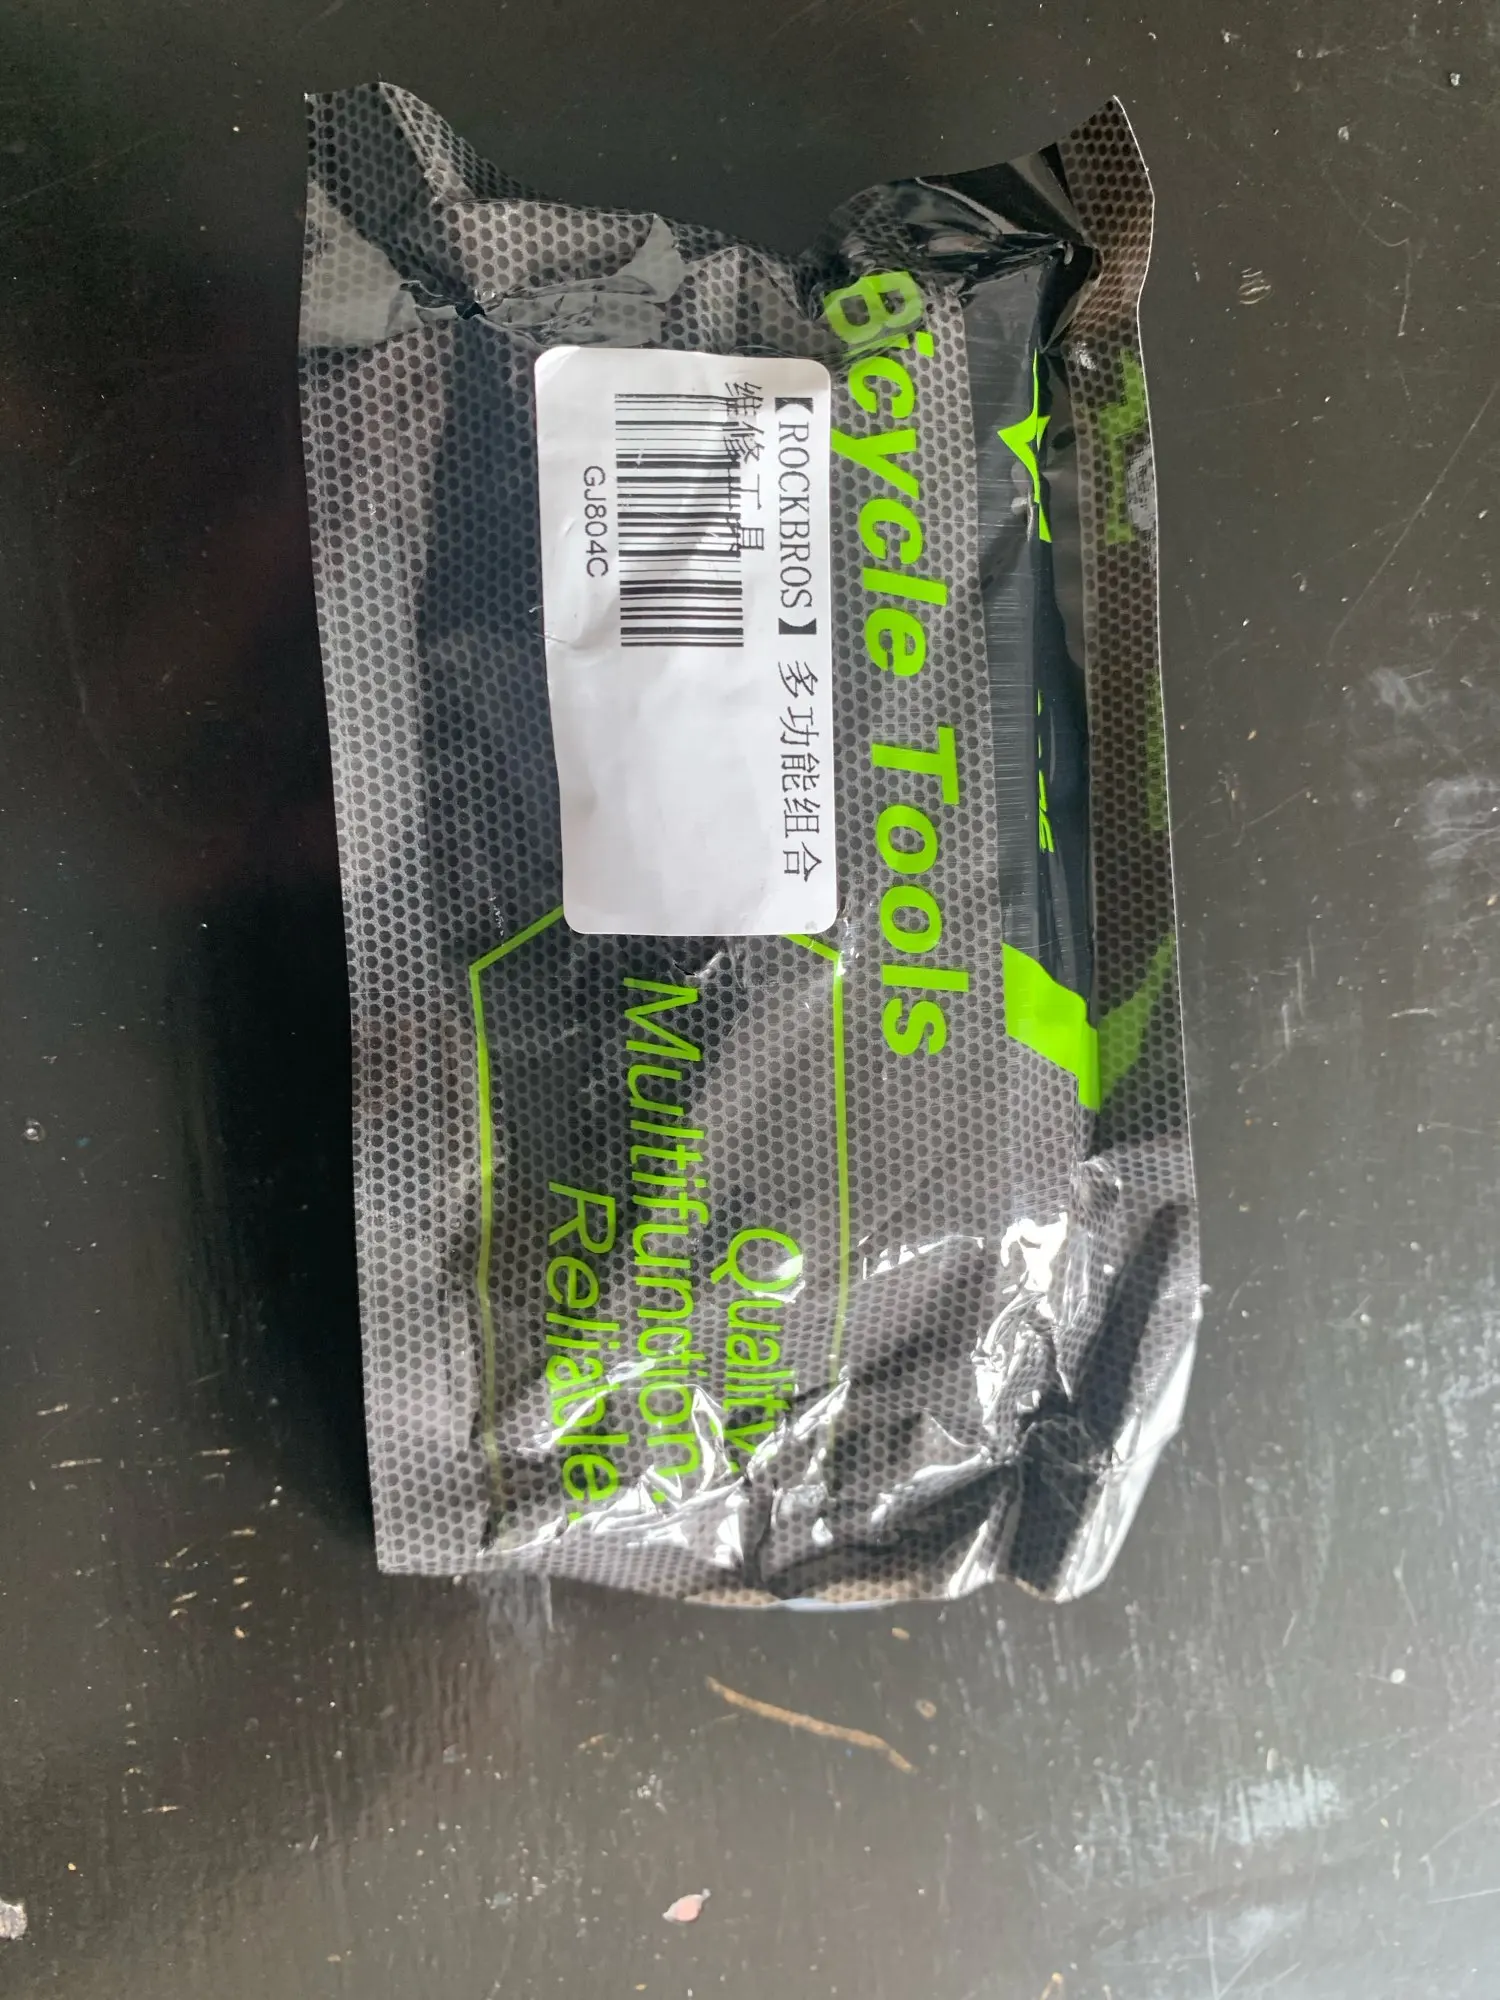 Bicycle Tools
【ROCKBROS】 多功能组合
维修工具
GJ804C
Quality.
Multifunction.
Reliable.